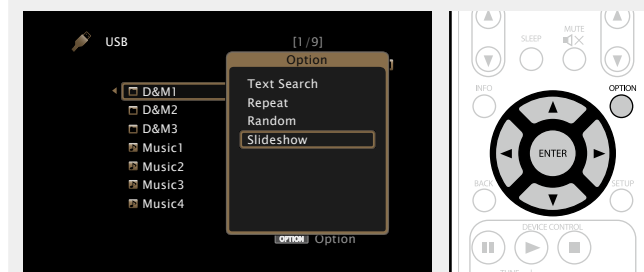 USB
[1/9]
Option
D&M1
D&M2
D&M3
Music1
Music2
Music3
Music4
Text Search
Repeat
Random
Slideshow
OPTION Option
SLEEP
MUTE
INFO
OPTION
ENTER
BACK
SETUP
DEVICE CONTROL